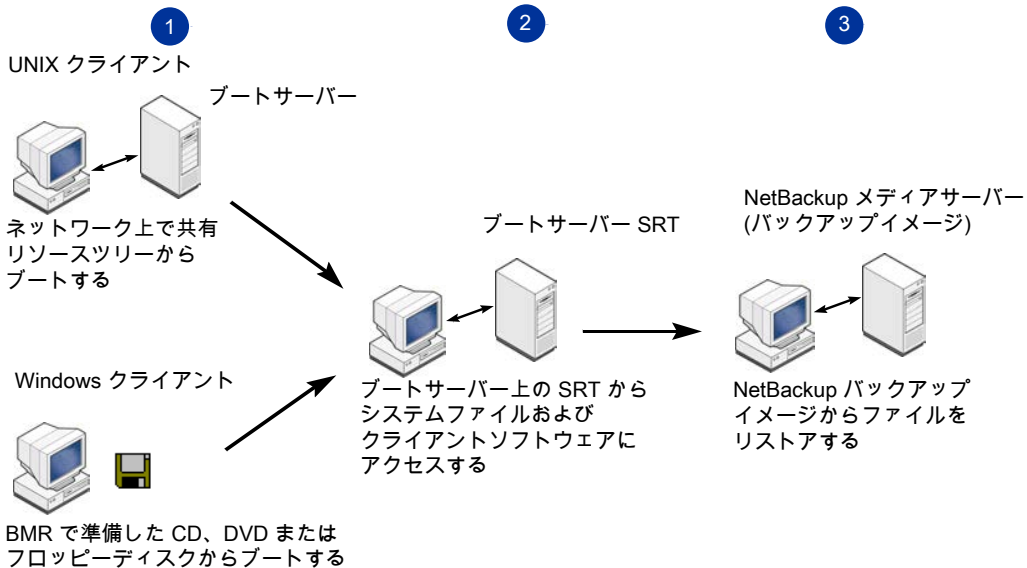 1
2
3
UNIX クライアント
ブートサーバー
ネットワーク上で共有
リソースツリーから
ブートする
Windows クライアント
BMR で準備した CD、DVD または
フロッピーディスクからブートする
ブートサーバー SRT
ブートサーバー上の SRT から
システムファイルおよび
クライアントソフトウェアに
アクセスする
NetBackup メディアサーバー
(バックアップイメージ)
NetBackup バックアップ
イメージからファイルを
リストアする